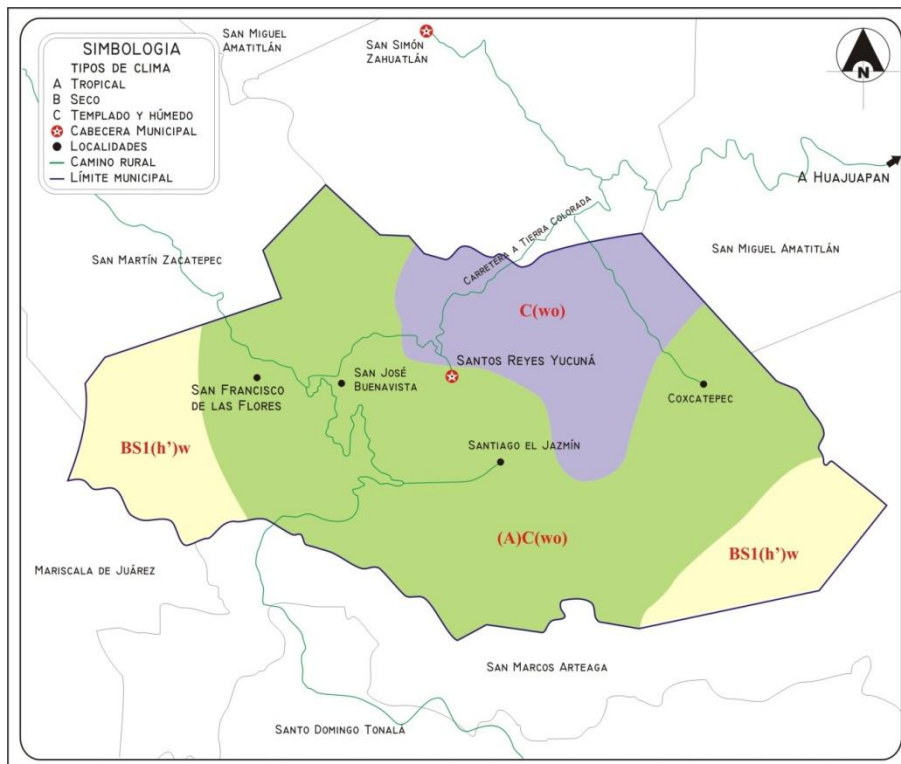 SIMBOLOGIA
TIPOS DE CLIMA
A TROPICAL
B SECO
C TEMPLADO Y HÚMEDO
CABECERA MUNICIPAL
LOCALIDADES
CAMINO RURAL
LÍMITE MUNICIPAL
SAN MIGUEL
AMATITLÁN
SAN SIMÓN
ZAHUATLÁN
N
A HUAJUAPAN
CARRETERA A TIERRA COLORADA
SAN MIGUEL AMATITLÁN
SAN MARTÍN ZACATEPEC
C(wo)
SANTOS REYES YUCUNÁ
SAN JOSÉ
BUENAVISTA
SAN FRANCISCO
DE LAS FLORES
COXCATEPEC
BS1(h')w
SANTIAGO EL JAZMÍN
(A)C(wo)
BS1(h')w
MARISCALA DE JUÁREZ
SAN MARCOS ARTEAGA
SANTO DOMINGO TONALÁ